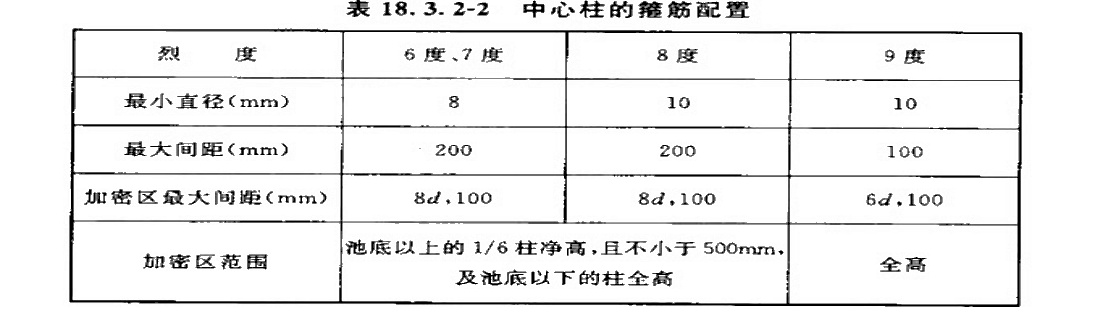 表 18.3.2-2 中心柱的箍筋配置
烈 度 6度、7度 8度 9度
最小直径(mm) 8 10 10
最大间距(mm) 200 200 100
加密区最大间距(mm) 8d,100 8d,100 6d,100
加密区范围 池底以上的 1/6 柱净高,且不小于 500mm, 全高
及池底以下的柱全高